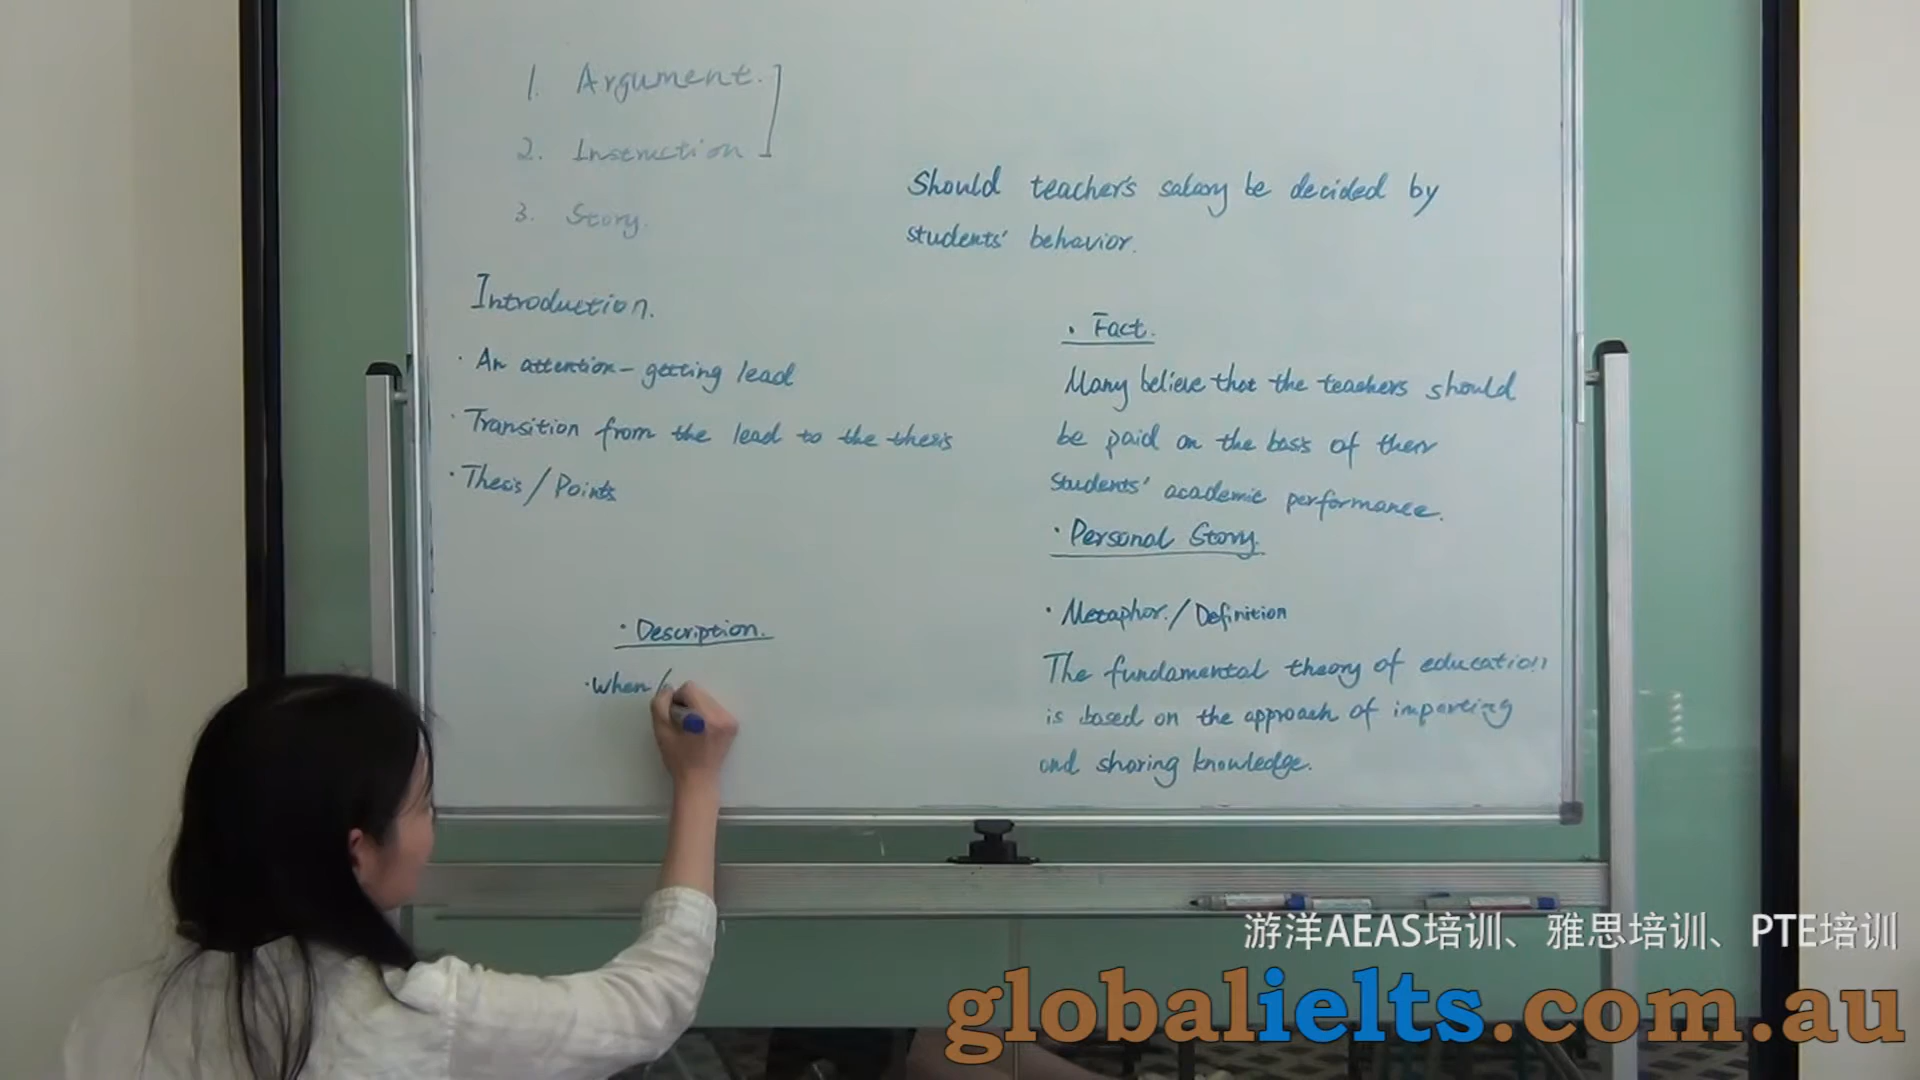 1. Argument.
2. Instruction
3. Story.
Should teacher's salary be decided by
students' behavior.
Introduction.
· An attention-getting lead
· Transition from the lead to the thesis
· Thesis/Points
· Fact.
Many believe that the teachers should
be paid on the basis of their
students' academic performance.
· Personal Story.
· Metaphor./Definition
The fundamental theory of education
is based on the approach of imparting
and sharing knowledge.
· Description.
· When/
游洋AEAS培训、雅思培训、PTE培训
globalielts.com.au